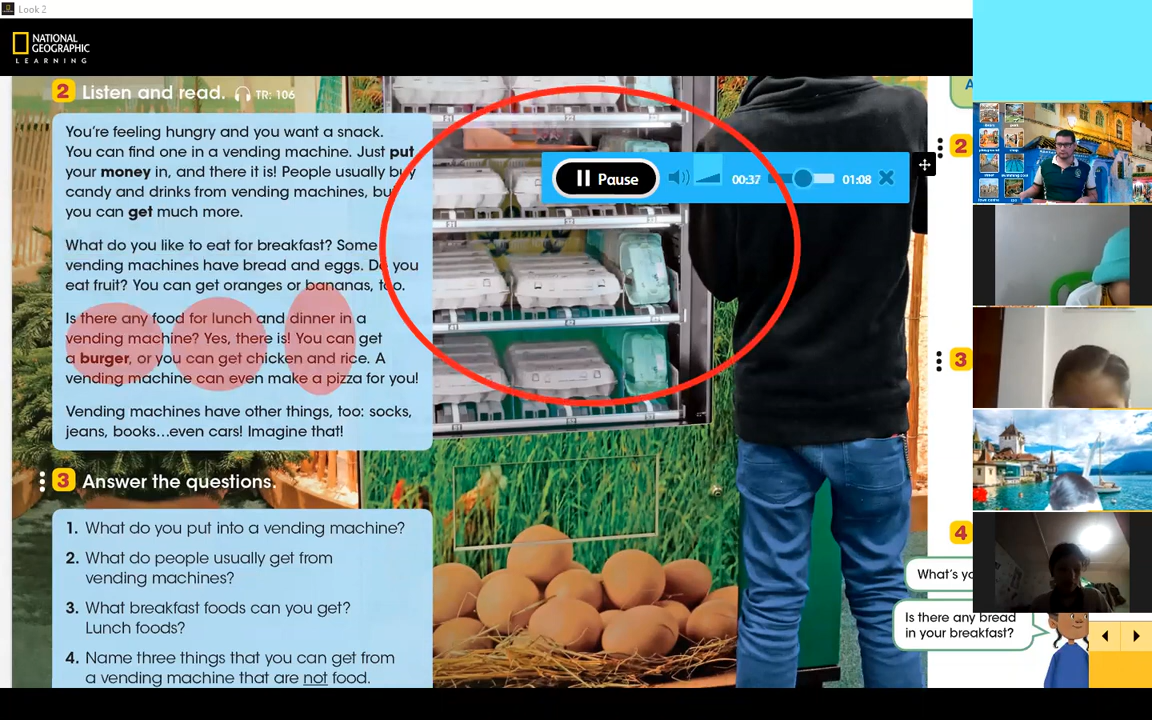 Look 2
NATIONAL
GEOGRAPHIC
LEARNING
2 Listen and read. TR: 106
You're feeling hungry and you want a snack.
You can find one in a vending machine. Just put
your money in, and there it is! People usually buy
candy and drinks from vending machines, but
you can get much more.
What do you like to eat for breakfast? Some
vending machines have bread and eggs. Do you
eat fruit? You can get oranges or bananas, too.
Is there any food for lunch and dinner in a
vending machine? Yes, there is! You can get
a burger, or you can get chicken and rice. A
vending machine can even make a pizza for you!
Vending machines have other things, too: socks,
jeans, books...even cars! Imagine that!
3 Answer the questions.
1. What do you put into a vending machine?
2. What do people usually get from
vending machines?
3. What breakfast foods can you get?
Lunch foods?
4. Name three things that you can get from
a vending machine that are not food.
Pause
00:37
01:08
2
3
4
What's yo
Is there any bread
in your breakfast?